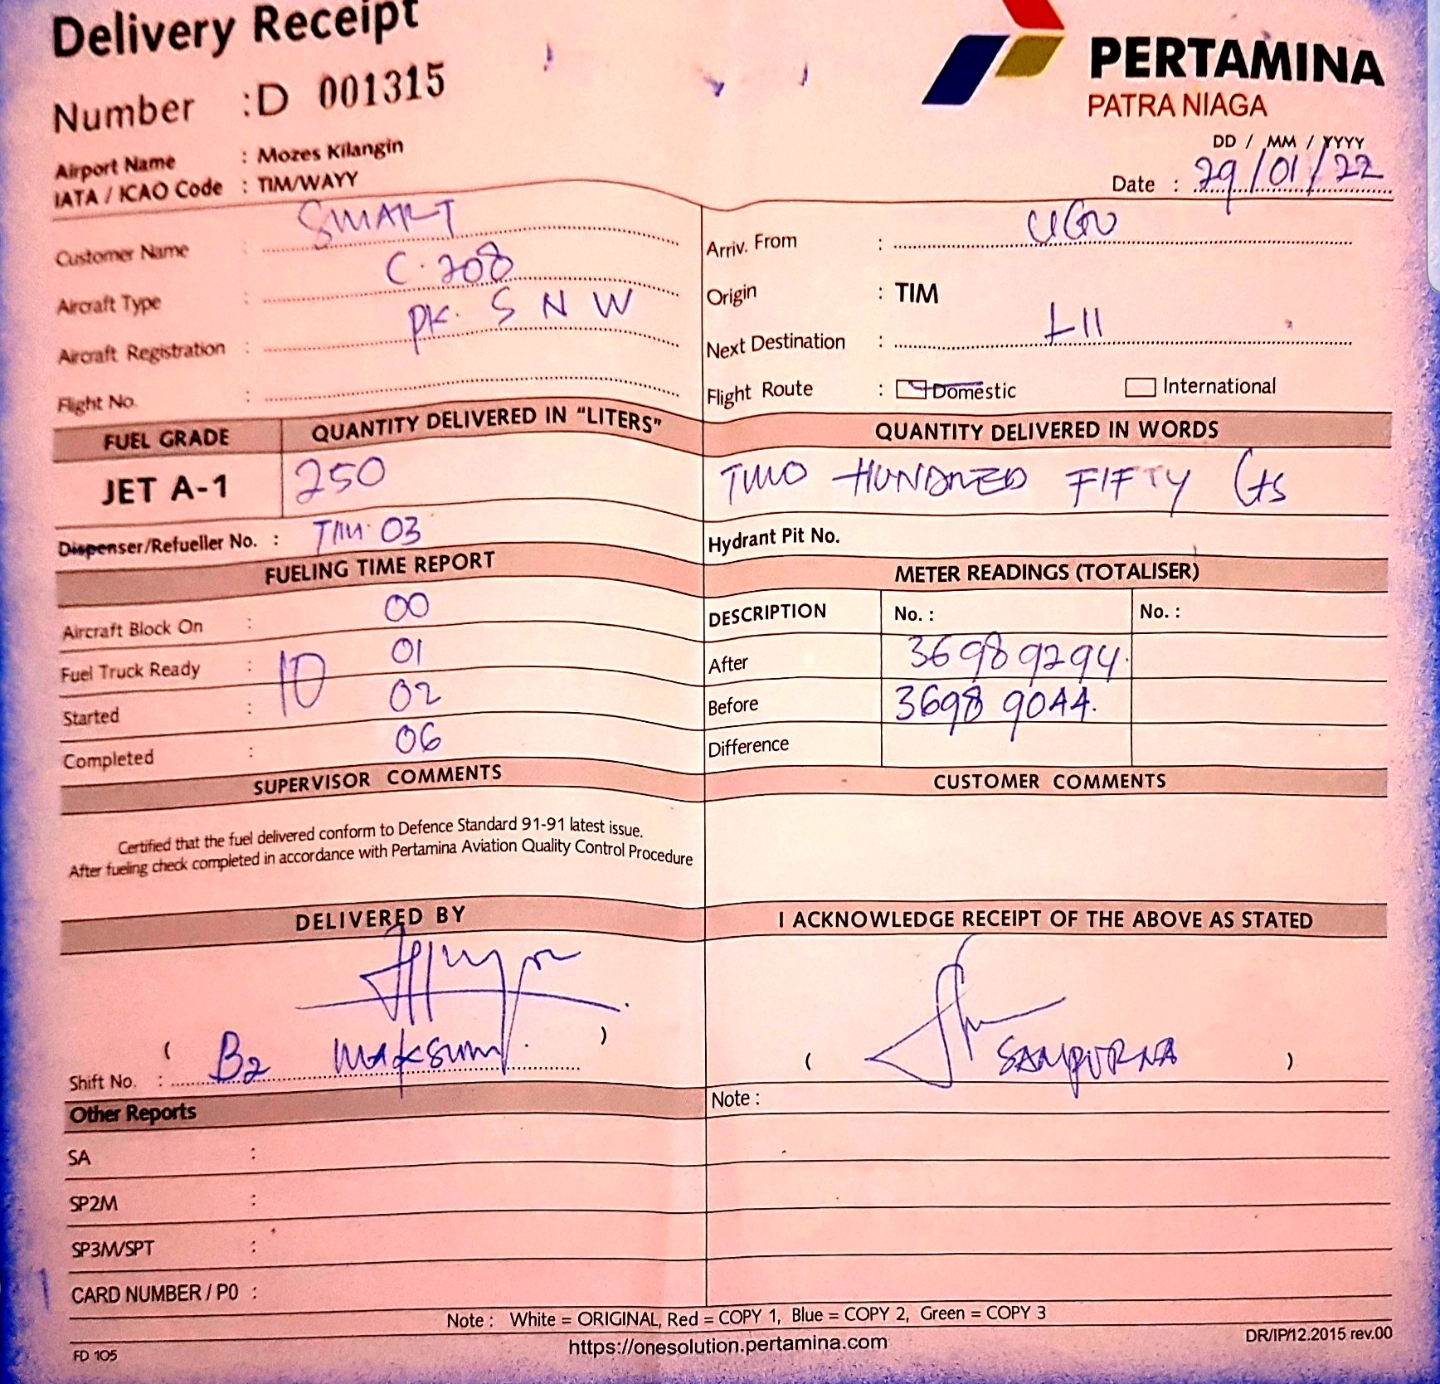 Delivery Receipt
PERTAMINA
PATRA NIAGA
Number :D 001315
Airport Name : Mozes Kilangin
IATA / ICAO Code : TIM/WAYY
DD / MM / YYYY
Date : 29/01/22
Customer Name : SMART
Aircraft Type : C.208
Aircraft Registration : PK. S N W
Flight No. :
Arriv. From :
Origin : TIM
Next Destination :
Flight Route : Domestic International
FUEL GRADE QUANTITY DELIVERED IN "LITERS" QUANTITY DELIVERED IN WORDS
JET A-1 250 TWO HUNDRED FIFTY Lts
Dispenser/Refueller No. : TIM 03 Hydrant Pit No.
FUELING TIME REPORT
Aircraft Block On : 00
Fuel Truck Ready : 01
10
Started : 02
Completed : 06
METER READINGS (TOTALISER)
DESCRIPTION No. : No. :
After 36989294.
Before 36989044.
Difference
SUPERVISOR COMMENTS CUSTOMER COMMENTS
Certified that the fuel delivered conform to Defence Standard 91-91 latest issue.
After fueling check completed in accordance with Pertamina Aviation Quality Control Procedure
DELIVERED BY I ACKNOWLEDGE RECEIPT OF THE ABOVE AS STATED
( B2 Maksum )
( SAMPURNA )
Shift No. :
Other Reports Note :
SA :
SP2M :
SP3M/SPT :
CARD NUMBER / P0 :
Note : White = ORIGINAL, Red = COPY 1, Blue = COPY 2, Green = COPY 3
FD 105 https://onesolution.pertamina.com DR/IP/12.2015 rev.00